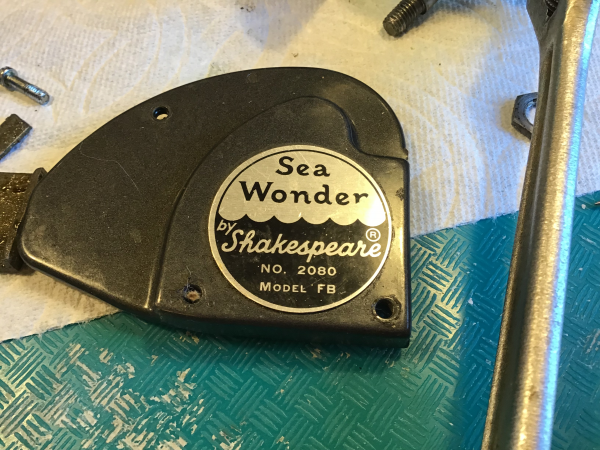 Sea
Wonder
by
Shakespeare®
NO. 2080
MODEL FB